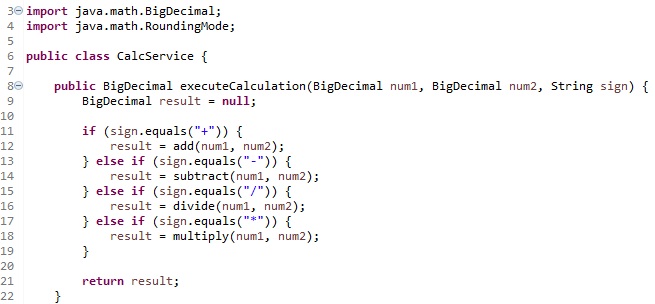 3 import java.math.BigDecimal;
4 import java.math.RoundingMode;
5
6 public class CalcService {
7
8     public BigDecimal executeCalculation(BigDecimal num1, BigDecimal num2, String sign) {
9         BigDecimal result = null;
10
11         if (sign.equals("+")) {
12             result = add(num1, num2);
13         } else if (sign.equals("-")) {
14             result = subtract(num1, num2);
15         } else if (sign.equals("/")) {
16             result = divide(num1, num2);
17         } else if (sign.equals("*")) {
18             result = multiply(num1, num2);
19         }
20
21         return result;
22     }